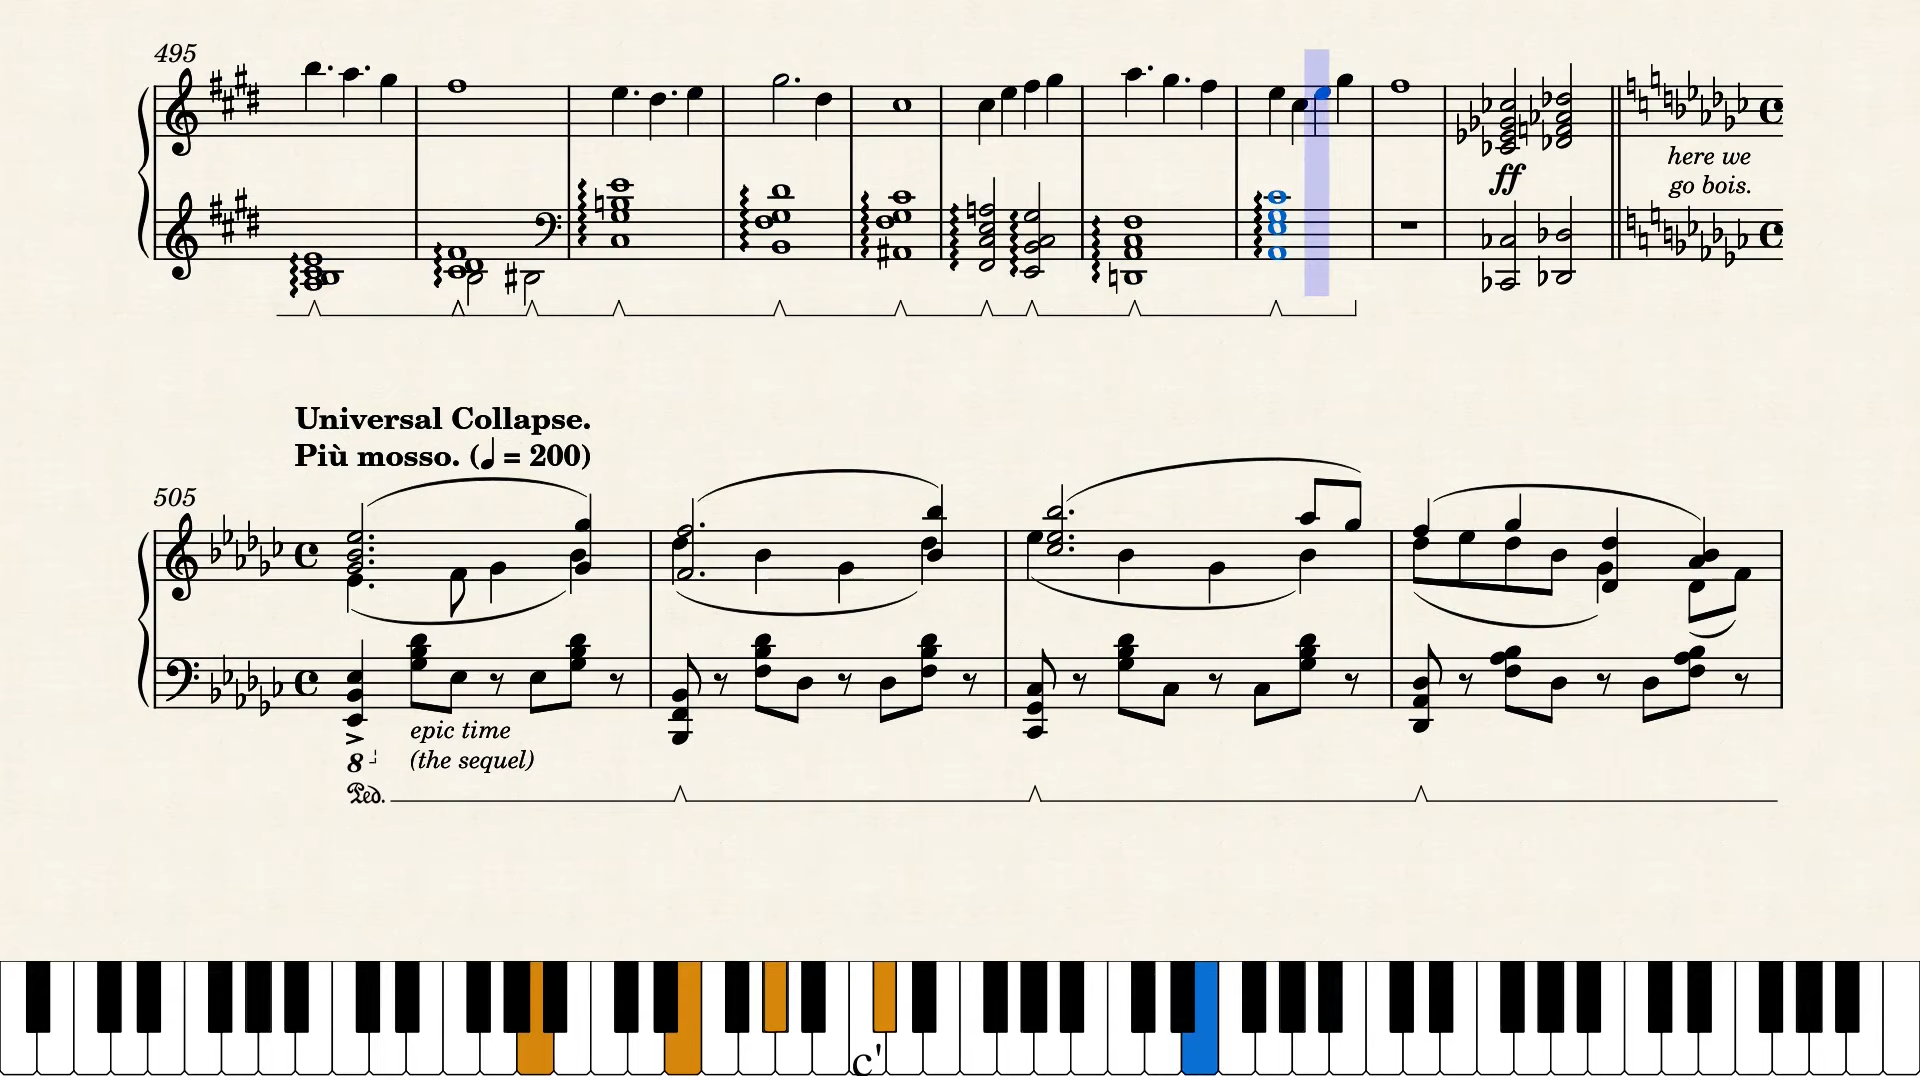 495
ff
here we
go bois.
Universal Collapse.
Più mosso. (♩ = 200)
505
epic time
(the sequel)
8
Ped.
c'